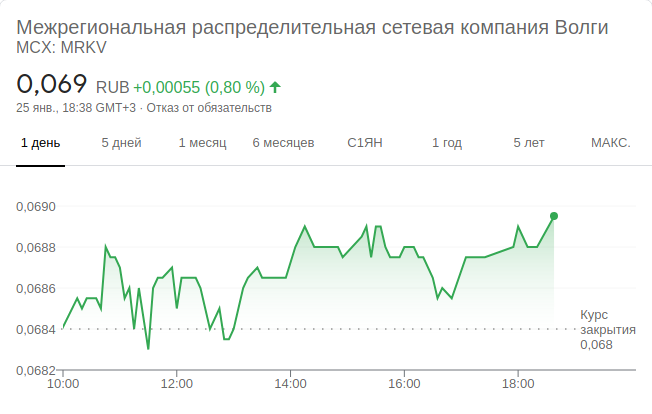 Межрегиональная распределительная сетевая компания Волги
MCX: MRKV
0,069 RUB +0,00055 (0,80 %)
25 янв., 18:38 GMT+3 · Отказ от обязательств
1 день 5 дней 1 месяц 6 месяцев С1ЯН 1 год 5 лет МАКС.
0,0690
0,0688
0,0686
0,0684
0,0682
Курс
закрытия
0,068
10:00 12:00 14:00 16:00 18:00